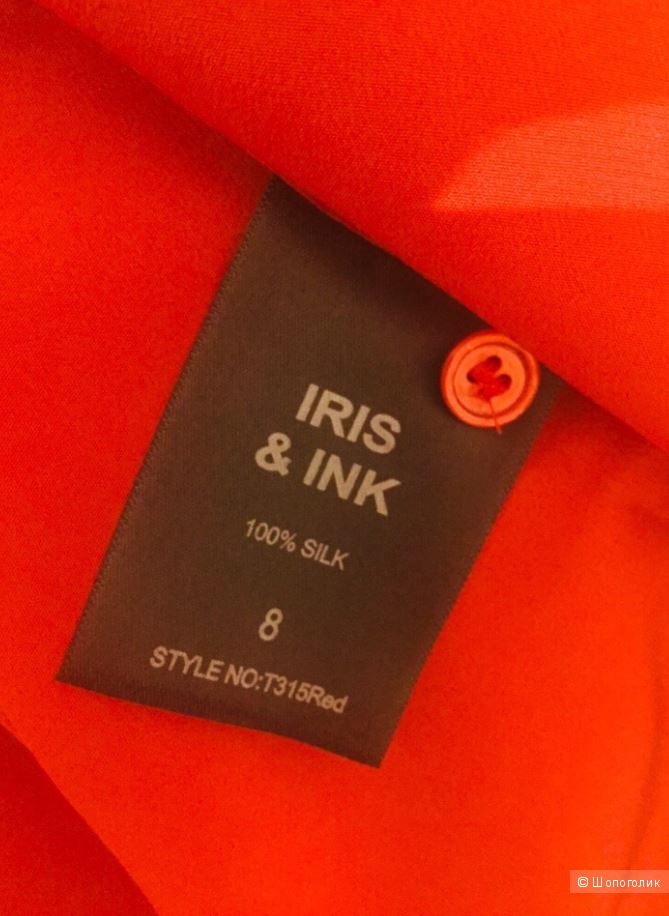 IRIS
& INK
100% SILK
8
STYLE NO:T315Red
© Шопоголик